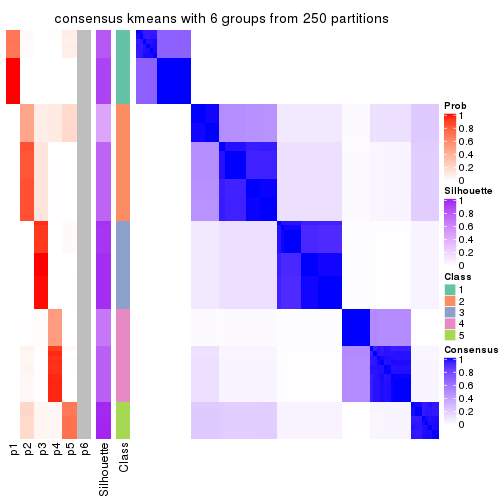 consensus kmeans with 6 groups from 250 partitions
Prob
1
0.8
0.6
0.4
0.2
0
Silhouette
1
0.8
0.6
0.4
0.2
0
Class
1
2
3
4
5
Consensus
1
0.8
0.6
0.4
0.2
0
p1
p2
p3
p4
p5
p6
Silhouette
Class